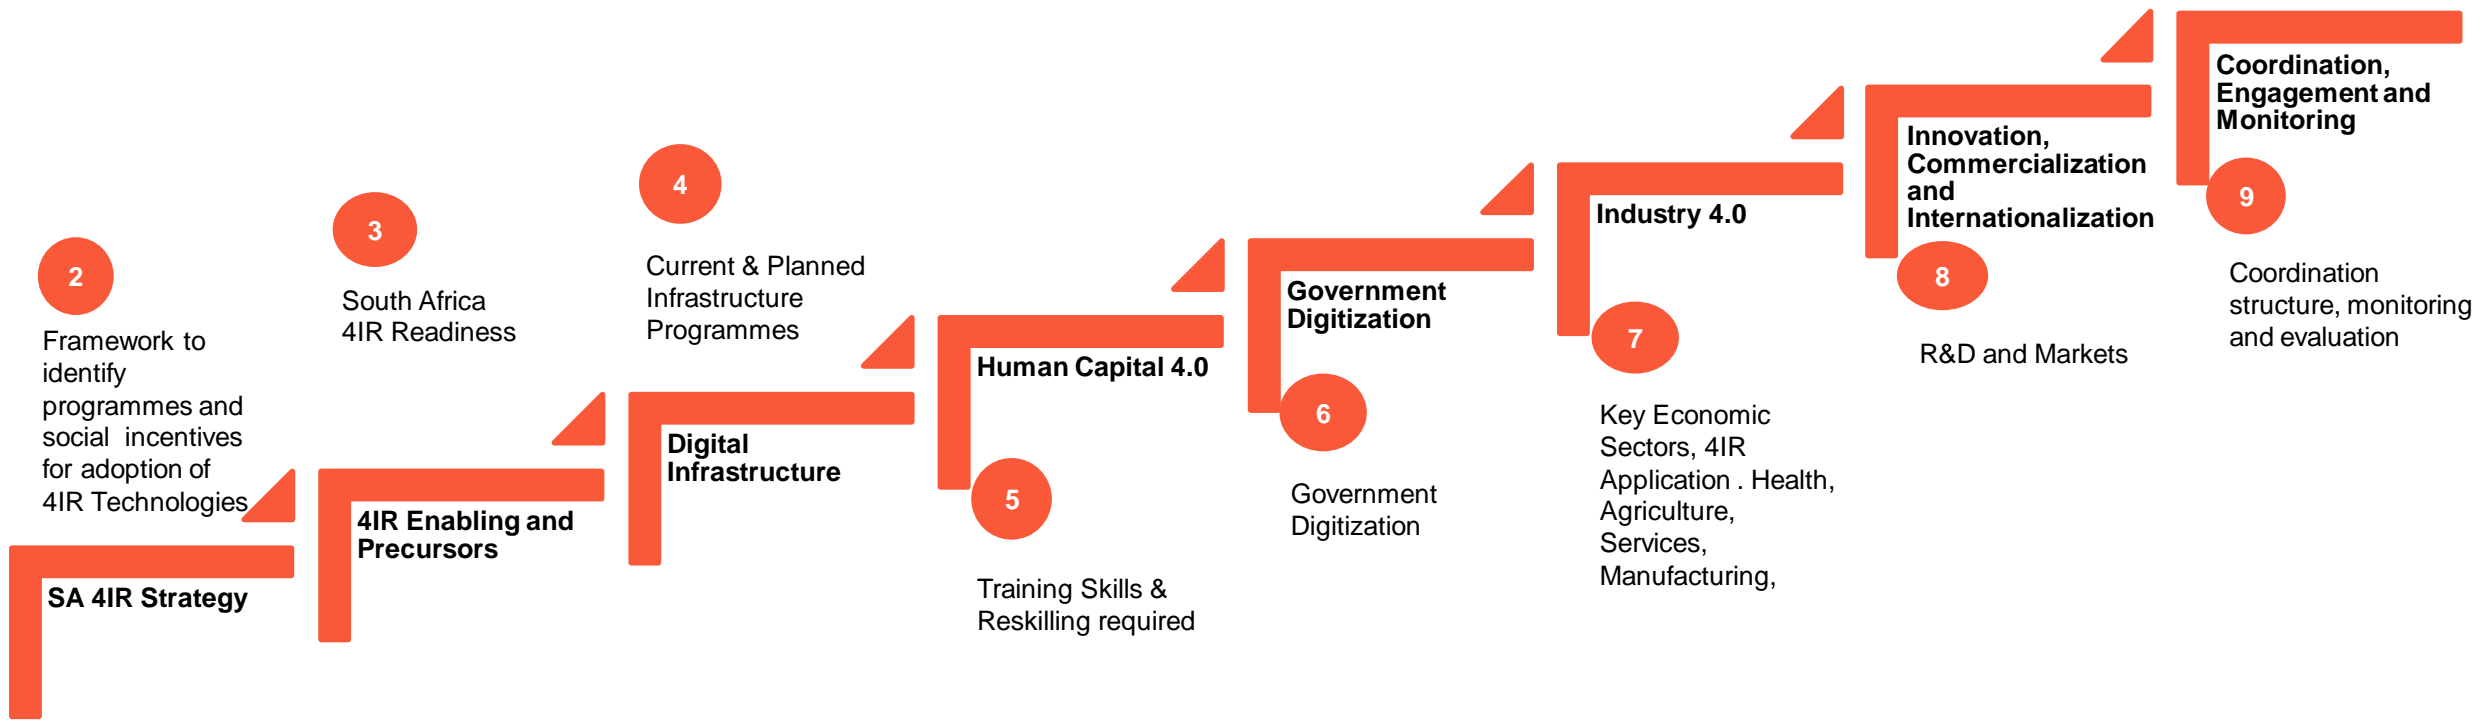 2
Framework to
identify
programmes and
social incentives
for adoption of
4IR Technologies
SA 4IR Strategy
3
South Africa
4IR Readiness
4IR Enabling and
Precursors
4
Current & Planned
Infrastructure
Programmes
Digital
Infrastructure
Human Capital 4.0
5
Training Skills &
Reskilling required
Government
Digitization
6
Government
Digitization
Industry 4.0
7
Key Economic
Sectors, 4IR
Application . Health,
Agriculture,
Services,
Manufacturing,
Innovation,
Commercialization
and
Internationalization
8
R&D and Markets
Coordination,
Engagement and
Monitoring
9
Coordination
structure, monitoring
and evaluation